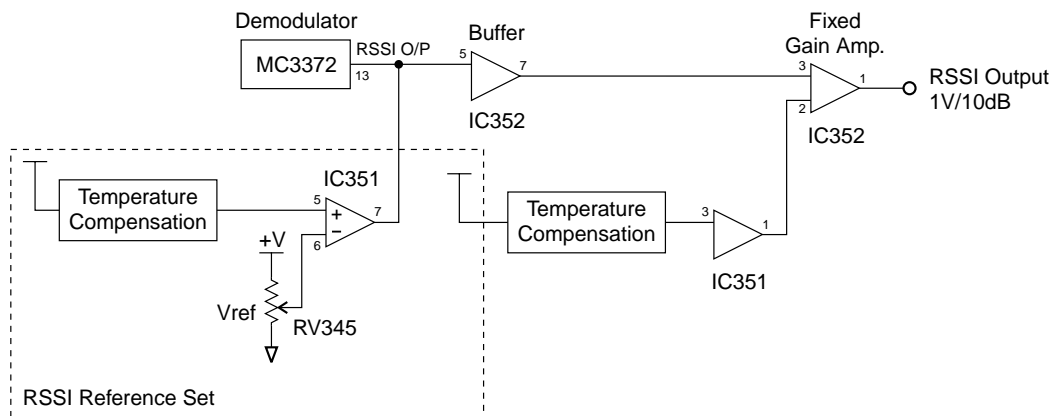 Demodulator
MC3372
RSSI O/P
13
Buffer
5
7
IC352
Fixed
Gain Amp.
3
2
1
IC352
RSSI Output
1V/10dB
Temperature
Compensation
IC351
5
+
−
6
7
+V
Vref
RV345
RSSI Reference Set
Temperature
Compensation
3
1
IC351